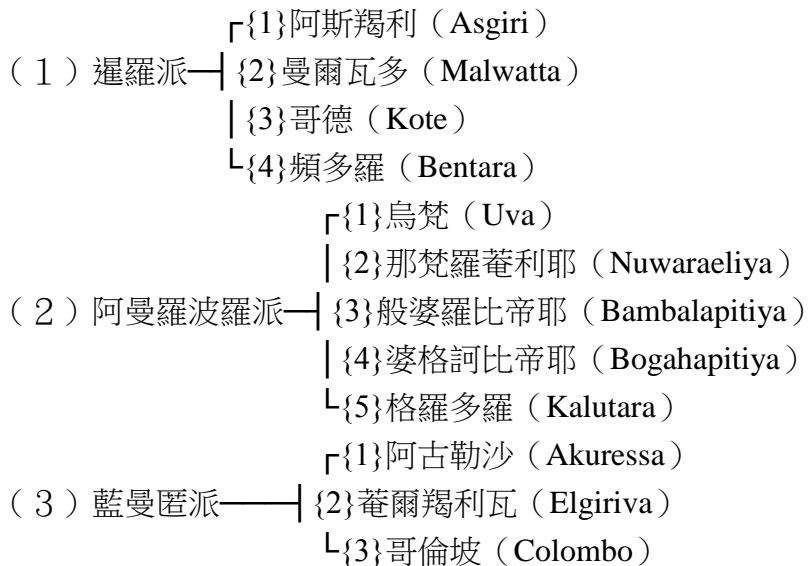 ┌{1}阿斯羯利（Asgiri）
（１）暹羅派─┤{2}曼爾瓦多（Malwatta）
│{3}哥德（Kote）
└{4}頻多羅（Bentara）
┌{1}烏梵（Uva）
│{2}那梵羅菴利耶（Nuwaraeliya）
（２）阿曼羅波羅派─┤{3}般婆羅比帝耶（Bambalapitiya）
│{4}婆格訶比帝耶（Bogahapitiya）
└{5}格羅多羅（Kalutara）
┌{1}阿古勒沙（Akuressa）
（３）藍曼匿派──┤{2}菴爾羯利瓦（Elgiriva）
└{3}哥倫坡（Colombo）